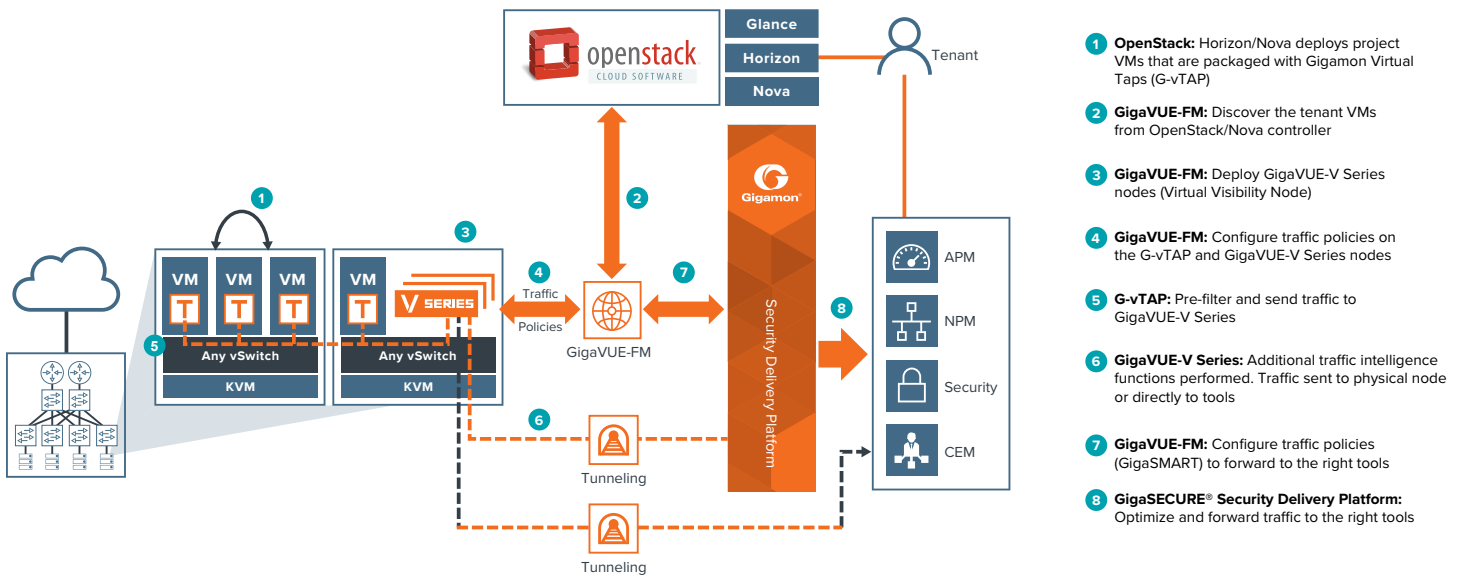 openstack
CLOUD SOFTWARE
Glance
Horizon
Nova
Tenant
1
2
3
VM
VM
VM
VM
T
T
T
T
V SERIES
4
Traffic
Policies
7
Gigamon®
Security Delivery Platform
8
5
Any vSwitch
Any vSwitch
KVM
KVM
GigaVUE-FM
6
Tunneling
Tunneling
APM
NPM
Security
CEM
1 OpenStack: Horizon/Nova deploys project
VMs that are packaged with Gigamon Virtual
Taps (G-vTAP)
2 GigaVUE-FM: Discover the tenant VMs
from OpenStack/Nova controller
3 GigaVUE-FM: Deploy GigaVUE-V Series
nodes (Virtual Visibility Node)
4 GigaVUE-FM: Configure traffic policies on
the G-vTAP and GigaVUE-V Series nodes
5 G-vTAP: Pre-filter and send traffic to
GigaVUE-V Series
6 GigaVUE-V Series: Additional traffic intelligence
functions performed. Traffic sent to physical node
or directly to tools
7 GigaVUE-FM: Configure traffic policies
(GigaSMART) to forward to the right tools
8 GigaSECURE® Security Delivery Platform:
Optimize and forward traffic to the right tools